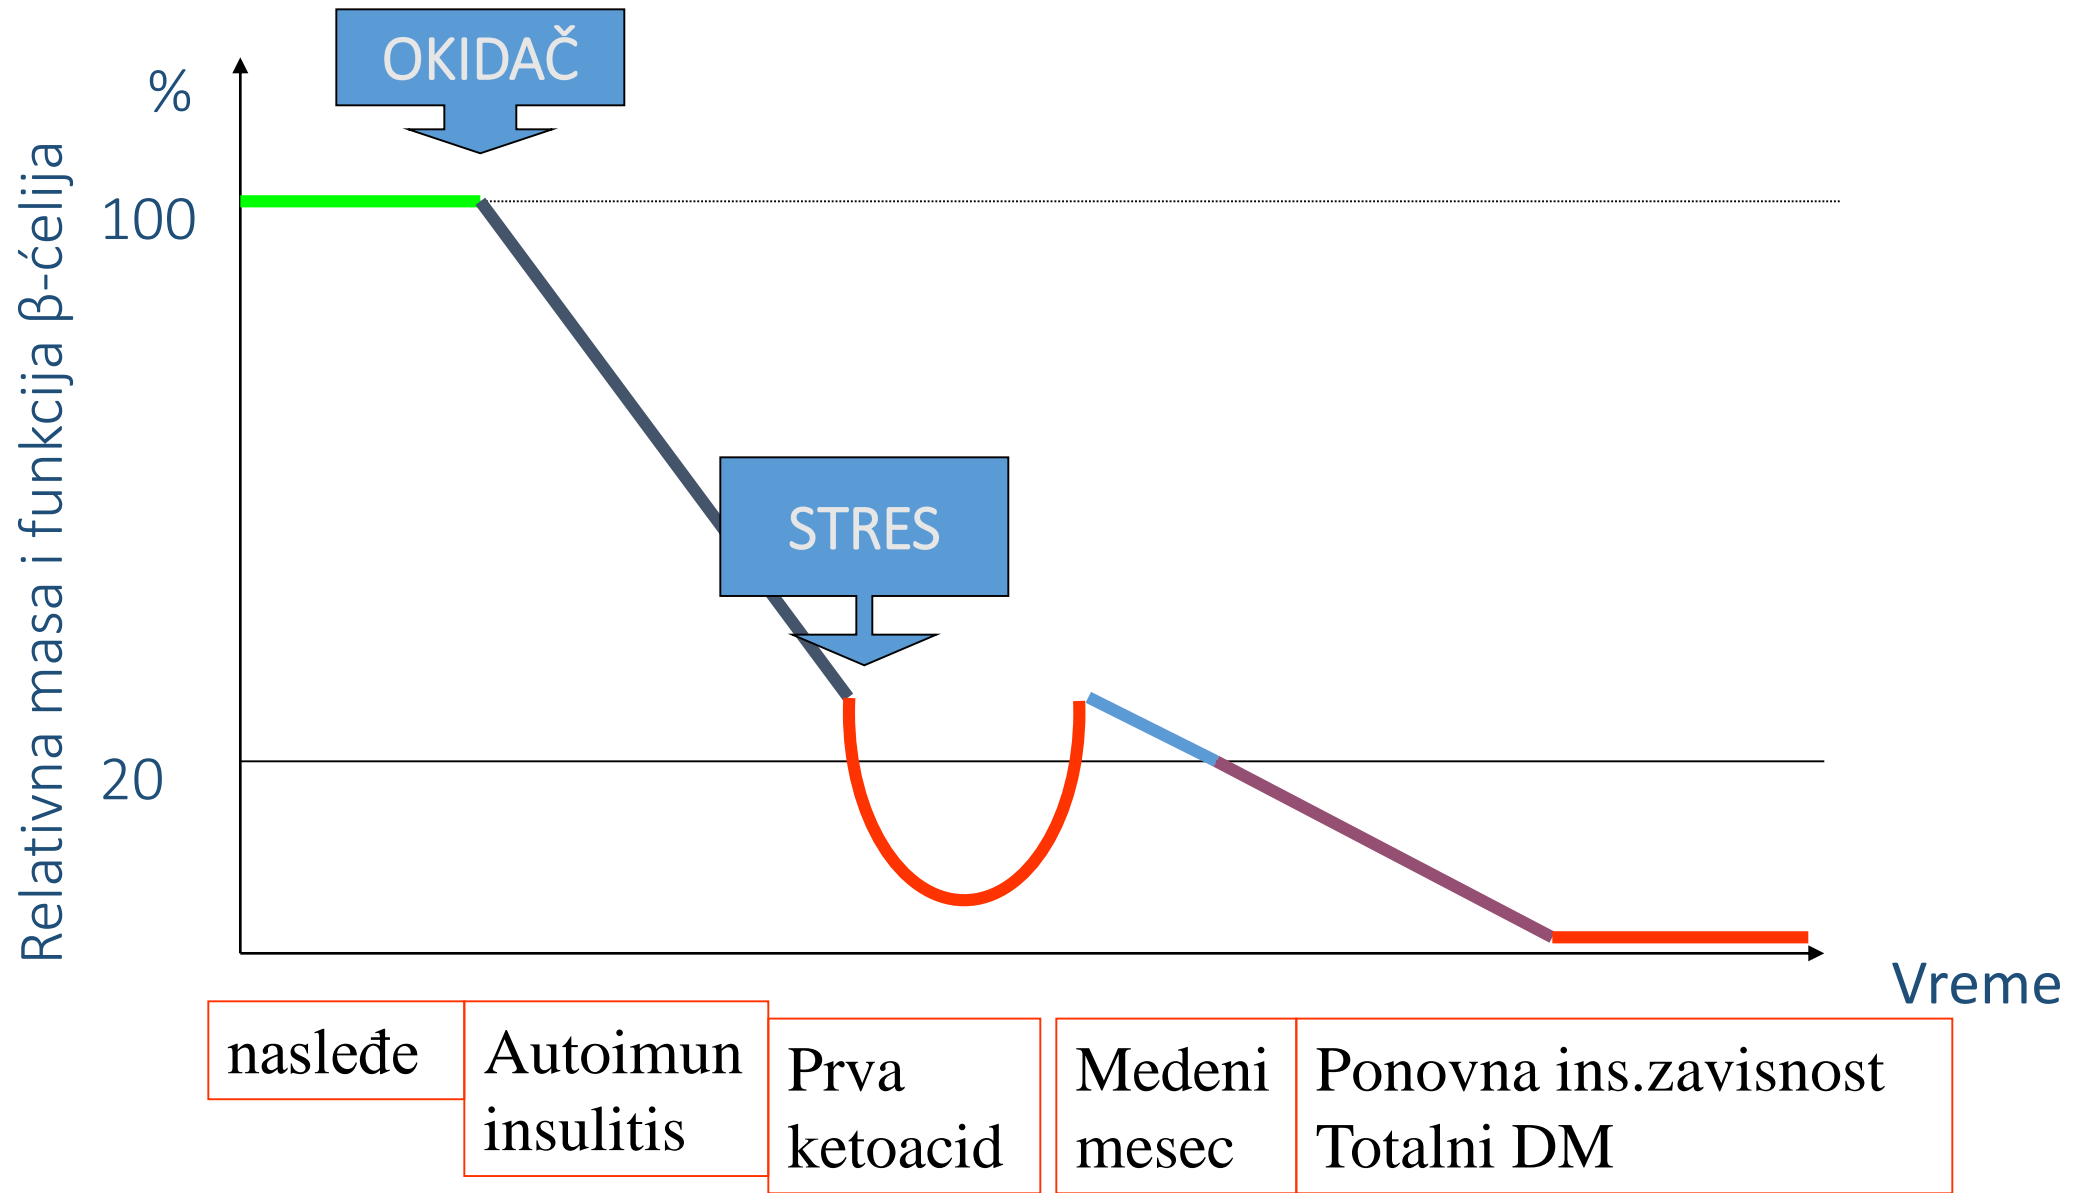 OKIDAČ
%
Relativna masa i funkcija β-ćelija
100
STRES
20
Vreme
nasleđe
Autoimun
insulitis
Prva
ketoacid
Medeni
mesec
Ponovna ins.zavisnost
Totalni DM